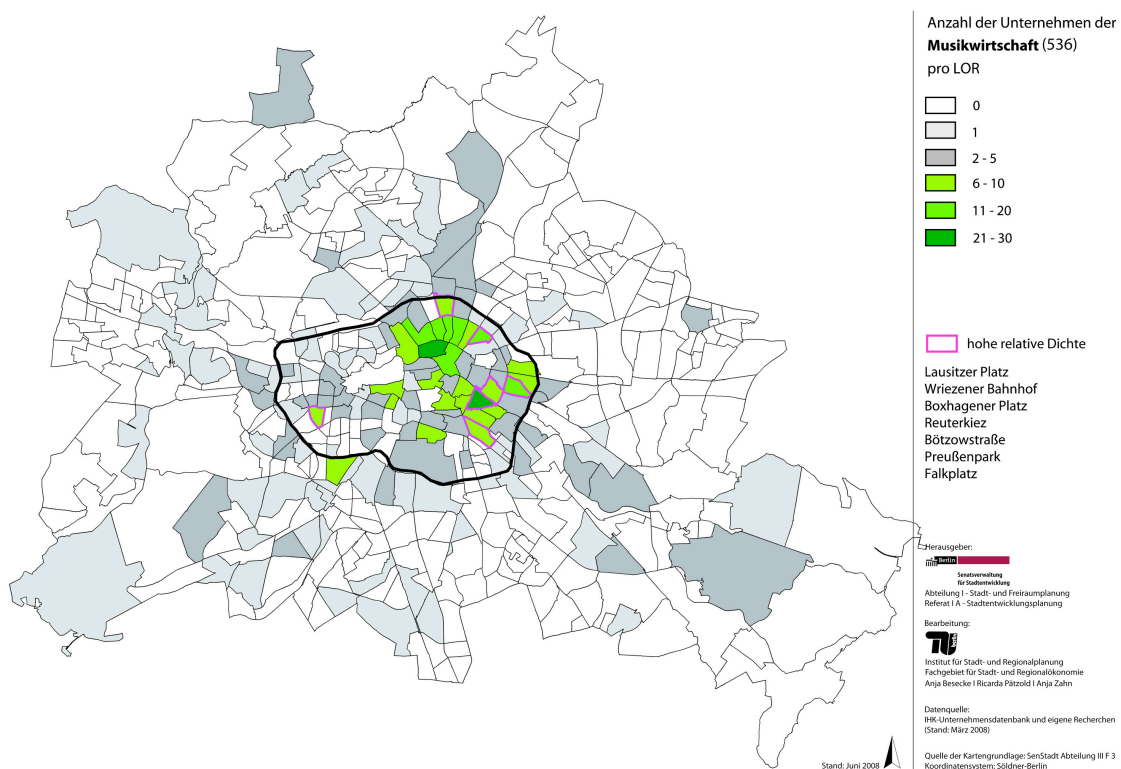 Anzahl der Unternehmen der
Musikwirtschaft (536)
pro LOR
0
1
2 - 5
6 - 10
11 - 20
21 - 30
hohe relative Dichte
Lausitzer Platz
Wriezener Bahnhof
Boxhagener Platz
Reuterkiez
Bötzowstraße
Preußenpark
Falkplatz
Herausgeber:
Berlin
Senatsverwaltung
für Stadtentwicklung
Abteilung I - Stadt- und Freiraumplanung
Referat I A - Stadtentwicklungsplanung
Bearbeitung:
Institut für Stadt- und Regionalplanung
Fachgebiet für Stadt- und Regionalökonomie
Anja Besecke I Ricarda Pätzold I Anja Zahn
Datenquelle:
IHK-Unternehmensdatenbank und eigene Recherchen
(Stand: März 2008)
Quelle der Kartengrundlage: SenStadt Abteilung III F 3
Koordinatensystem: Söldner-Berlin
Stand: Juni 2008